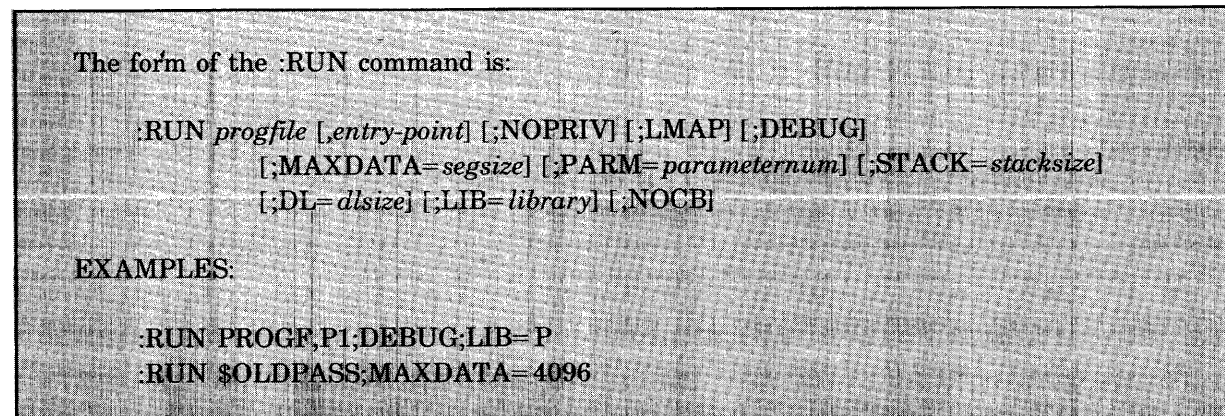 The form of the :RUN command is:
:RUN progfile [,entry-point] [;NOPRIV] [;LMAP] [;DEBUG]
[;MAXDATA=segsize] [;PARM=parameternum] [;STACK=stacksize]
[;DL=dlsize] [;LIB=library] [;NOCB]
EXAMPLES:
:RUN PROGF,P1;DEBUG;LIB=P
:RUN $OLDPASS;MAXDATA=4096